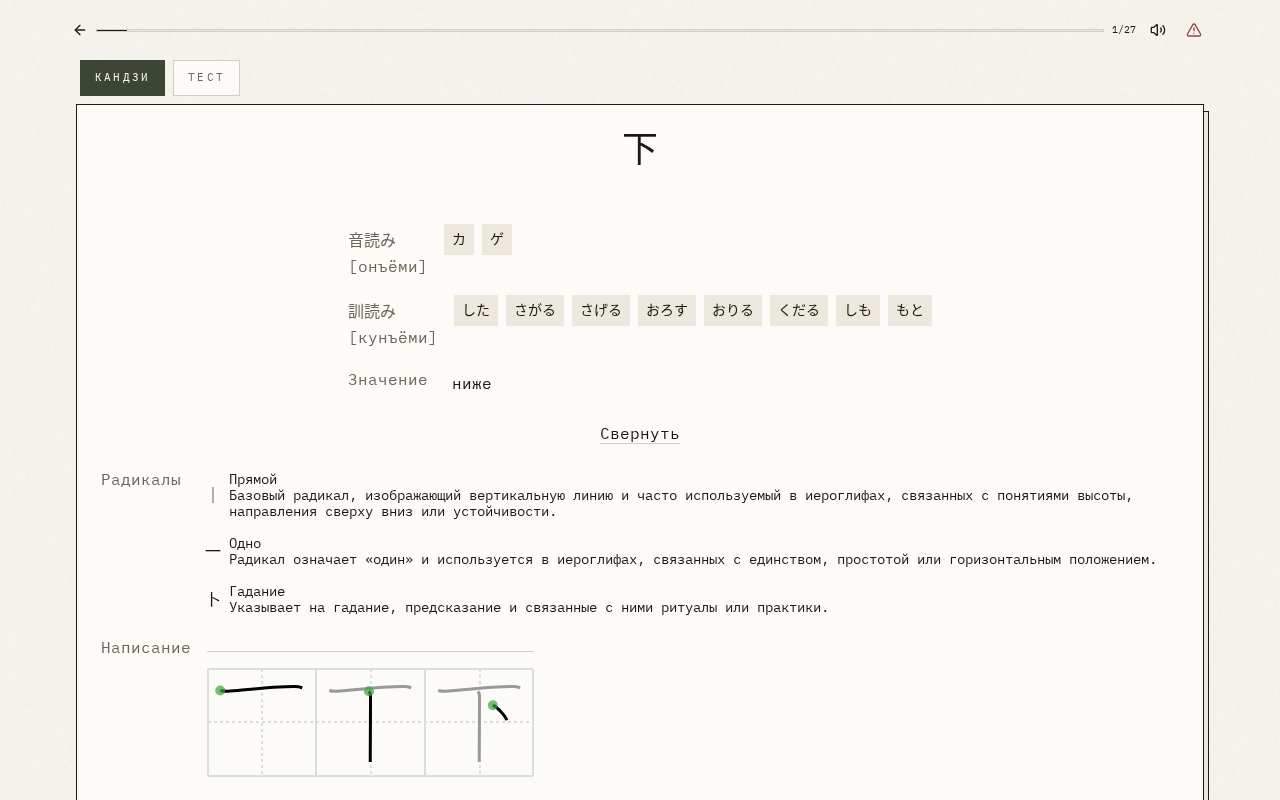 1/27
КАНДЗИ
ТЕСТ
下
音読み カ ゲ
[онъёми]
訓読み した さがる さげる おろす おりる くだる しも もと
[кунъёми]
Значение ниже
Свернуть
Радикалы
｜ Прямой
Базовый радикал, изображающий вертикальную линию и часто используемый в иероглифах, связанных с понятиями высоты,
направления сверху вниз или устойчивости.
一 Одно
Радикал означает «один» и используется в иероглифах, связанных с единством, простотой или горизонтальным положением.
卜 Гадание
Указывает на гадание, предсказание и связанные с ними ритуалы или практики.
Написание